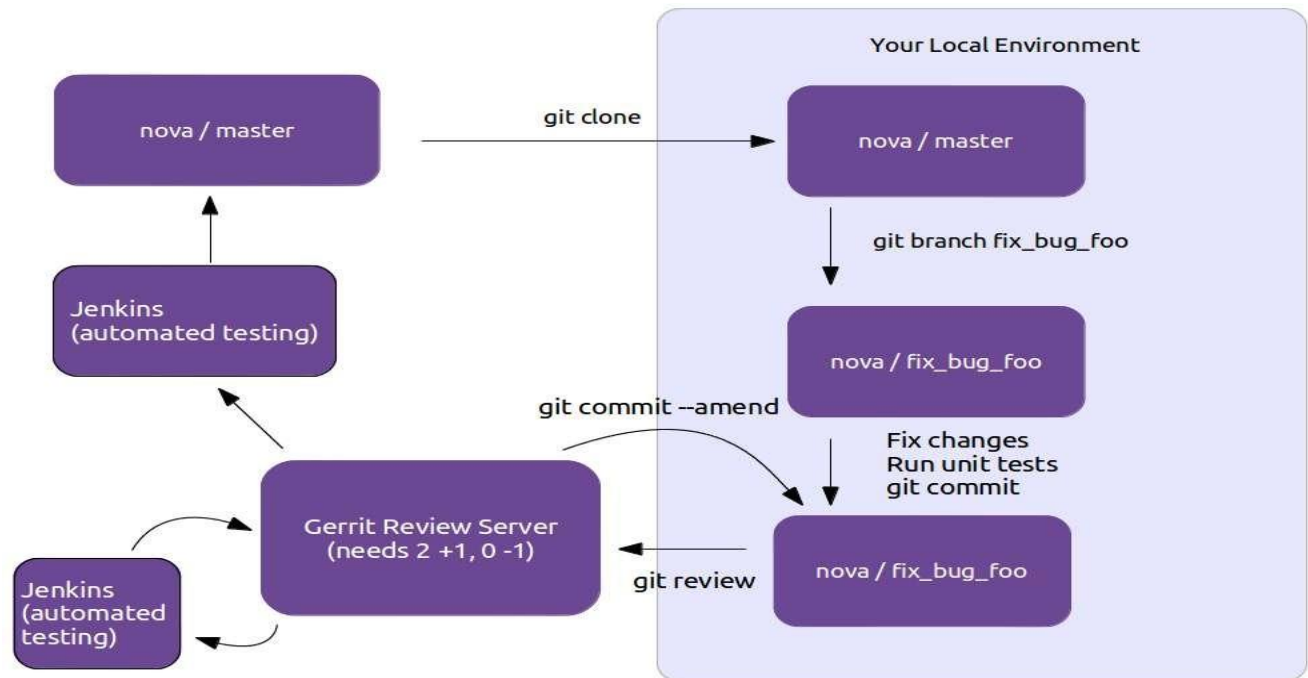 Your Local Environment
nova / master
git clone
nova / master
git branch fix_bug_foo
Jenkins
(automated testing)
nova / fix_bug_foo
git commit --amend
Fix changes
Run unit tests
git commit
Gerrit Review Server
(needs 2 +1, 0 -1)
nova / fix_bug_foo
git review
Jenkins
(automated
testing)